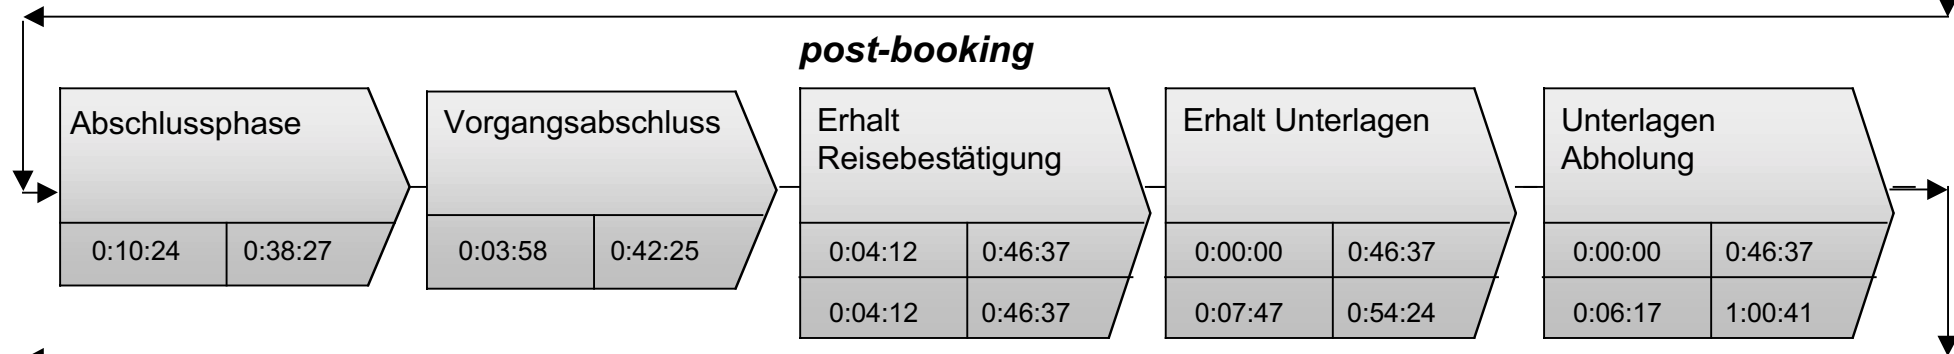 post-booking
Abschlussphase
0:10:24 0:38:27
Vorgangsabschluss
0:03:58 0:42:25
Erhalt
Reisebestätigung
0:04:12 0:46:37
0:04:12 0:46:37
Erhalt Unterlagen
0:00:00 0:46:37
0:07:47 0:54:24
Unterlagen
Abholung
0:00:00 0:46:37
0:06:17 1:00:41